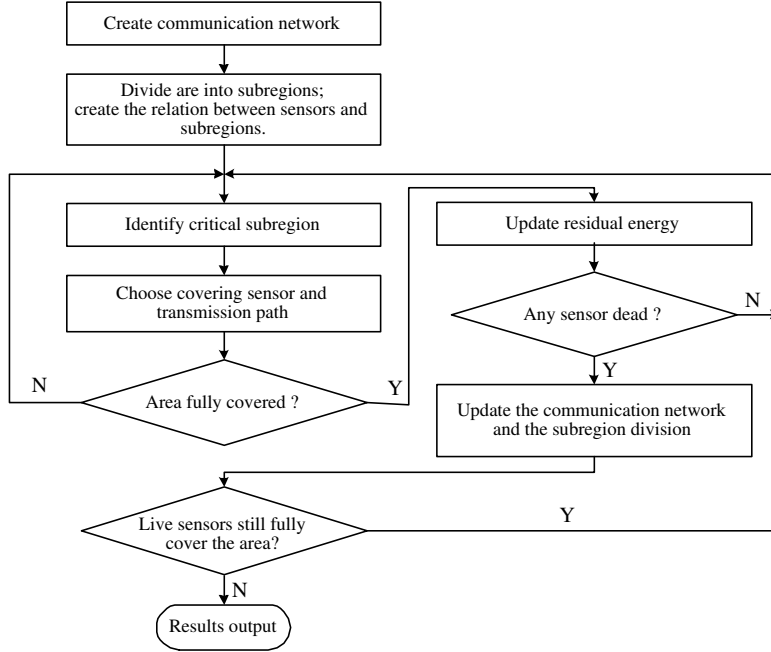 Create communication network
Divide are into subregions;
create the relation between sensors and
subregions.
Identify critical subregion
Choose covering sensor and
transmission path
N
Area fully covered ?
Y
Update residual energy
Any sensor dead ?
N
Y
Update the communication network
and the subregion division
Live sensors still fully
cover the area?
Y
N
Results output